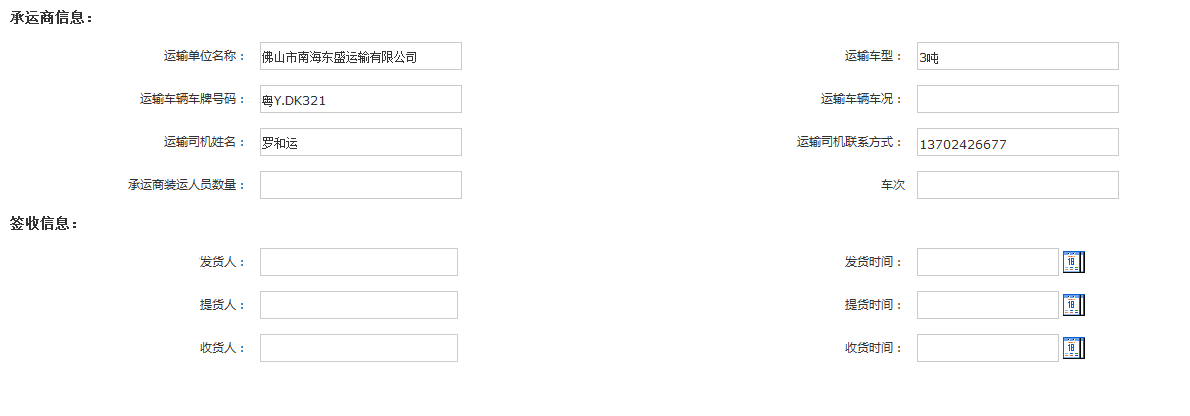 承运商信息：
运输单位名称： 佛山市南海东盛运输有限公司 运输车型： 3吨
运输车辆车牌号码： 粤Y.DK321 运输车辆车况：
运输司机姓名： 罗和运 运输司机联系方式： 13702426677
承运商装运人员数量： 车次
签收信息：
发货人： 发货时间： 18
提货人： 提货时间： 18
收货人： 收货时间： 18